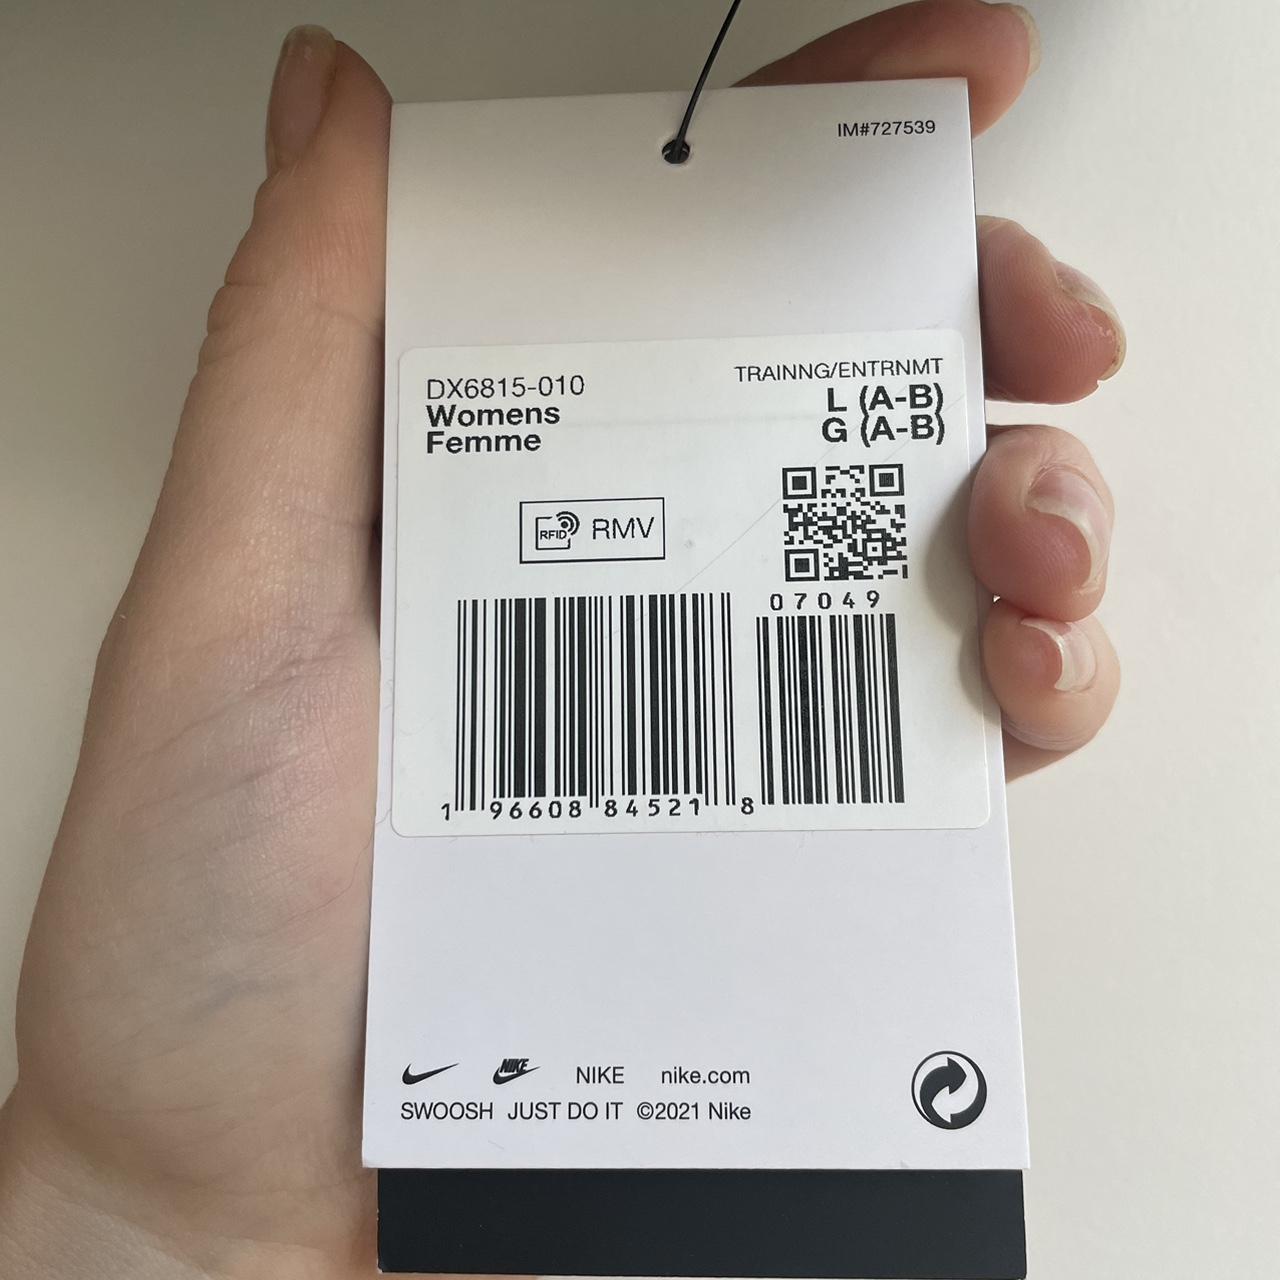 IM#727539
DX6815-010
Womens
Femme
TRAINNG/ENTRNMT
L (A-B)
G (A-B)
RFID RMV
07049
1 96608 84521 8
NIKE NIKE nike.com
SWOOSH JUST DO IT ©2021 Nike